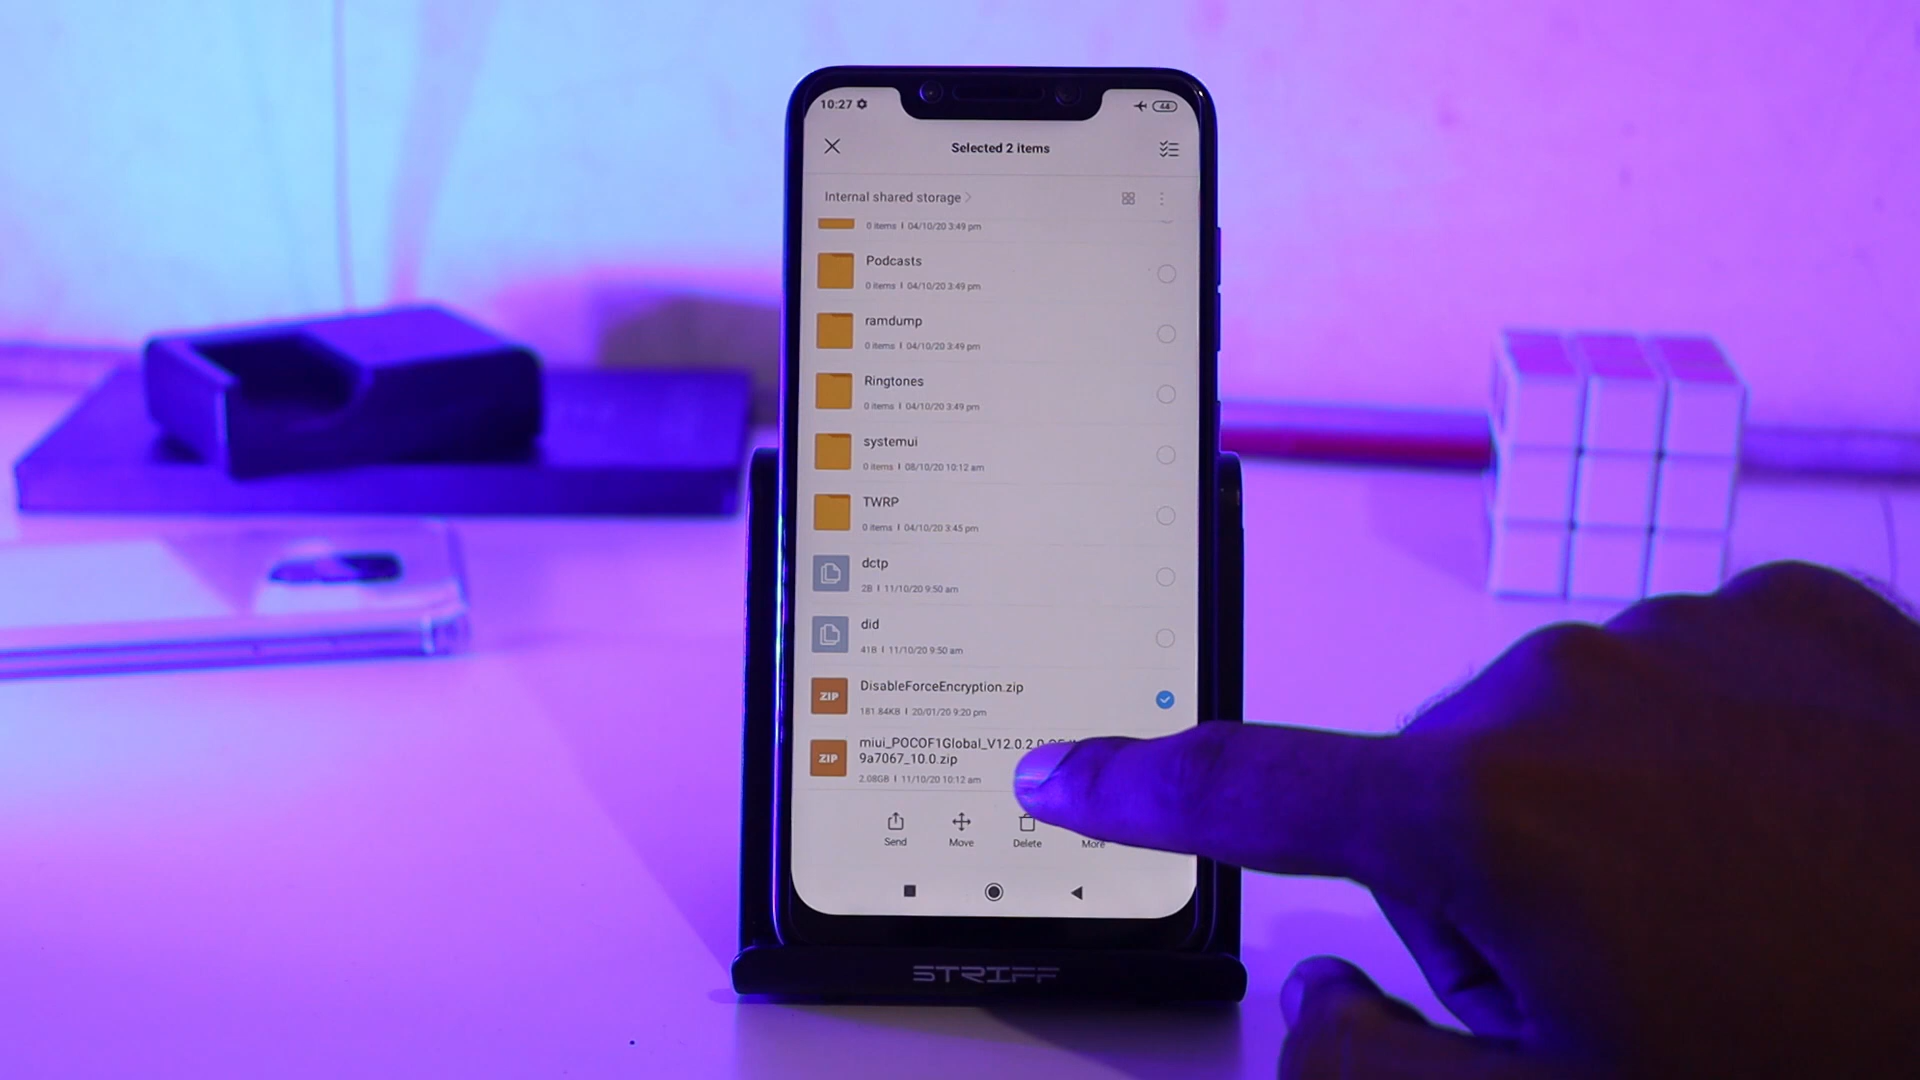 10:27
44
Selected 2 items
Internal shared storage
0 items | 04/10/20 3:49 pm
Podcasts
0 items | 04/10/20 3:49 pm
ramdump
0 items | 04/10/20 3:49 pm
Ringtones
0 items | 04/10/20 3:49 pm
systemui
0 items | 08/10/20 10:12 am
TWRP
0 items | 04/10/20 3:45 pm
dctp
2B | 11/10/20 9:50 am
did
41B | 11/10/20 9:50 am
ZIP DisableForceEncryption.zip
181.84KB | 20/01/20 9:20 pm
miui_POCOF1Global_V12.0.2.0
ZIP 9a7067_10.0.zip
2.08GB | 11/10/20 10:12 am
Send Move Delete More
STRIFF